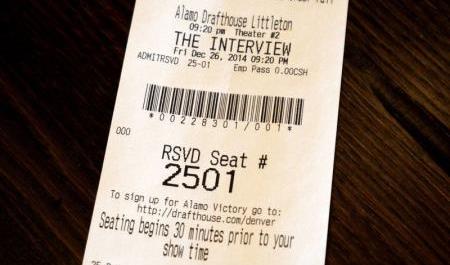 Alamo Drafthouse Littleton
09:20 pm Theater #2
THE INTERVIEW
Fri Dec 26, 2014 09:20 PM
ADMITRSVD 25-01 Emp Pass 0.00CSH
*00228301/001*
000
RSVD Seat #
2501
To sign up for Alamo Victory go to:
http://drafthouse.com/denver
Seating begins 30 minutes prior to your
show time